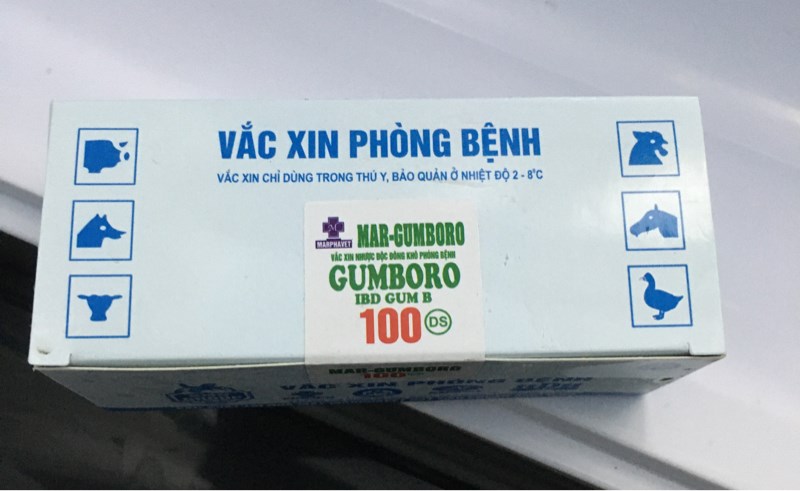 VẮC XIN PHÒNG BỆNH
VẮC XIN CHỈ DÙNG TRONG THÚ Y, BẢO QUẢN Ở NHIỆT ĐỘ 2 - 8°C
M
MARPHAVET
MAR-GUMBORO
VẮC XIN NHƯỢC ĐỘC ĐÔNG KHÔ PHÒNG BỆNH
GUMBORO
IBD GUM B
100 DS
MAR-GUMBORO
100
VẮC XIN PHÒNG BỆNH